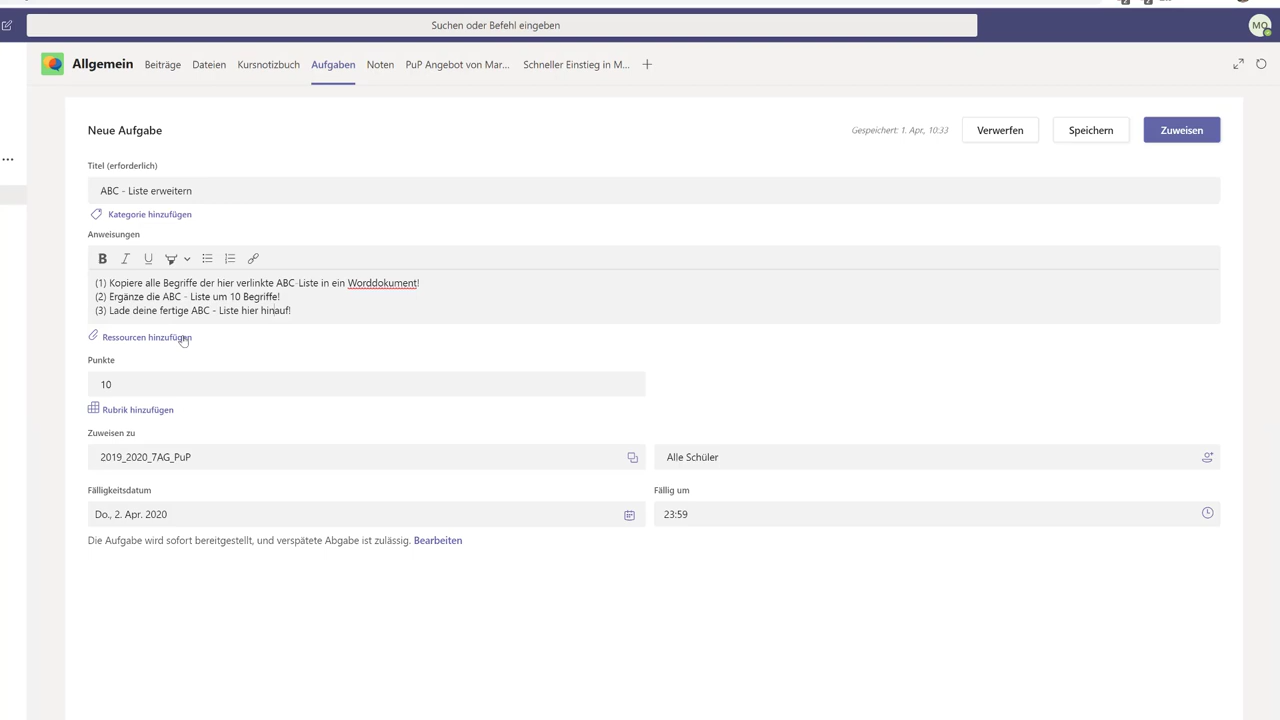 Suchen oder Befehl eingeben
MO
Allgemein Beiträge Dateien Kursnotizbuch Aufgaben Noten PuP Angebot von Mar... Schneller Einstieg in M... +
Neue Aufgabe
Gespeichert: 1. Apr, 10:33 Verwerfen Speichern Zuweisen
Titel (erforderlich)
ABC - Liste erweitern
Kategorie hinzufügen
Anweisungen
B I U
(1) Kopiere alle Begriffe der hier verlinkte ABC-Liste in ein Worddokument!
(2) Ergänze die ABC - Liste um 10 Begriffe!
(3) Lade deine fertige ABC - Liste hier hinauf!
Ressourcen hinzufügen
Punkte
10
Rubrik hinzufügen
Zuweisen zu
2019_2020_7AG_PuP Alle Schüler
Fälligkeitsdatum Fällig um
Do., 2. Apr. 2020 23:59
Die Aufgabe wird sofort bereitgestellt, und verspätete Abgabe ist zulässig. Bearbeiten